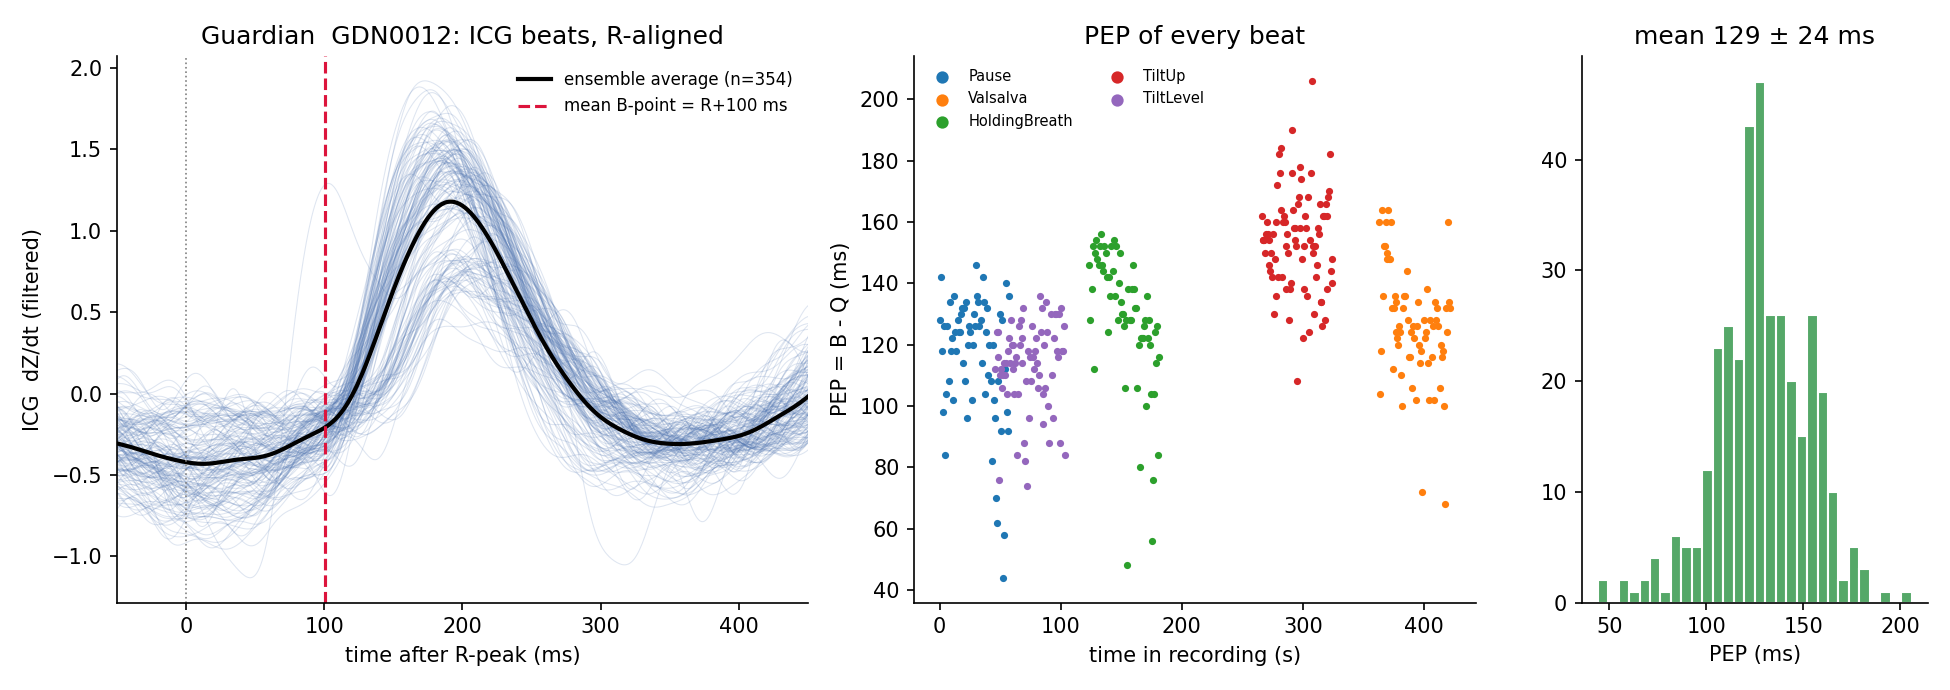 Guardian  GDN0012: ICG beats, R-aligned
ensemble average (n=354)
mean B-point = R+100 ms
2.0
1.5
1.0
0.5
0.0
−0.5
−1.0
ICG  dZ/dt (filtered)
0
100
200
300
400
time after R-peak (ms)
PEP of every beat
Pause
Valsalva
HoldingBreath
TiltUp
TiltLevel
200
180
160
140
120
100
80
60
40
PEP = B - Q (ms)
0
100
200
300
400
time in recording (s)
mean 129 ± 24 ms
40
30
20
10
0
50
100
150
200
PEP (ms)